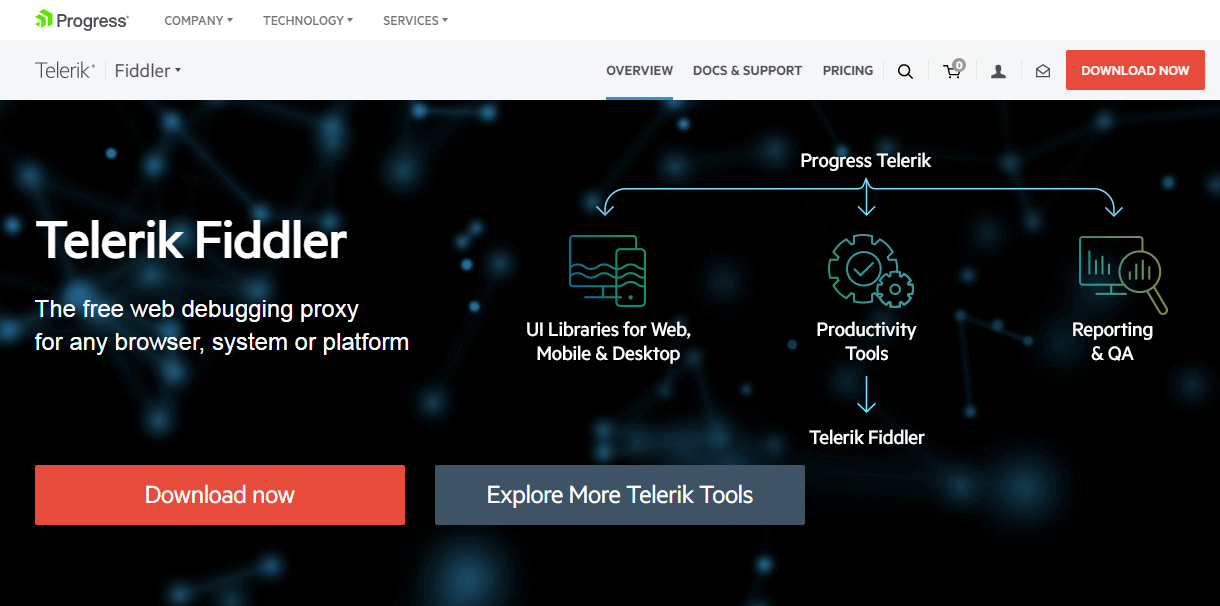 Progress
COMPANY TECHNOLOGY SERVICES
Telerik Fiddler
OVERVIEW DOCS & SUPPORT PRICING 0 DOWNLOAD NOW
Progress Telerik
Telerik Fiddler
The free web debugging proxy
for any browser, system or platform
UI Libraries for Web,
Mobile & Desktop
Productivity
Tools
Reporting
& QA
Telerik Fiddler
Download now
Explore More Telerik Tools